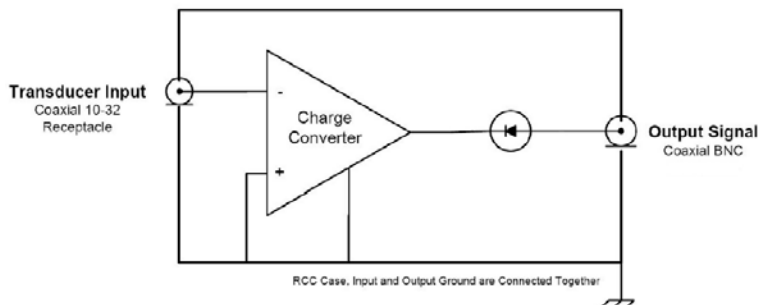 Transducer Input
Coaxial 10-32
Receptacle
-
Charge
Converter
+
Output Signal
Coaxial BNC
RCC Case, Input and Output Ground are Connected Together